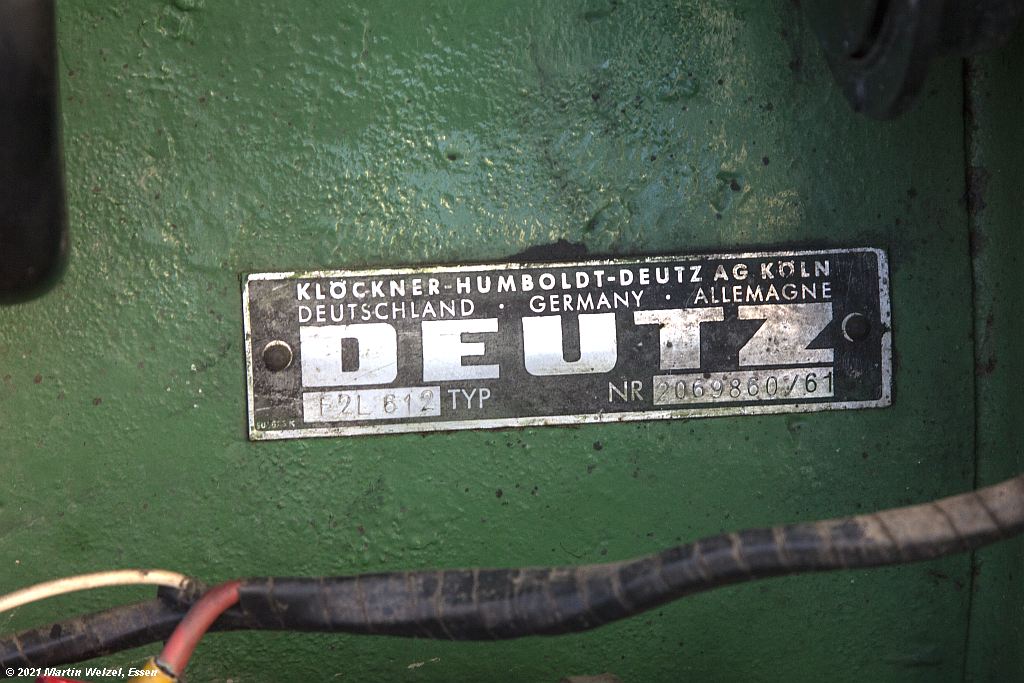 KLÖCKNER-HUMBOLDT-DEUTZ AG KÖLN
DEUTSCHLAND · GERMANY · ALLEMAGNE
DEUTZ
F2L 612 TYP NR 2069860/61
© 2021 Martin Welzel, Essen